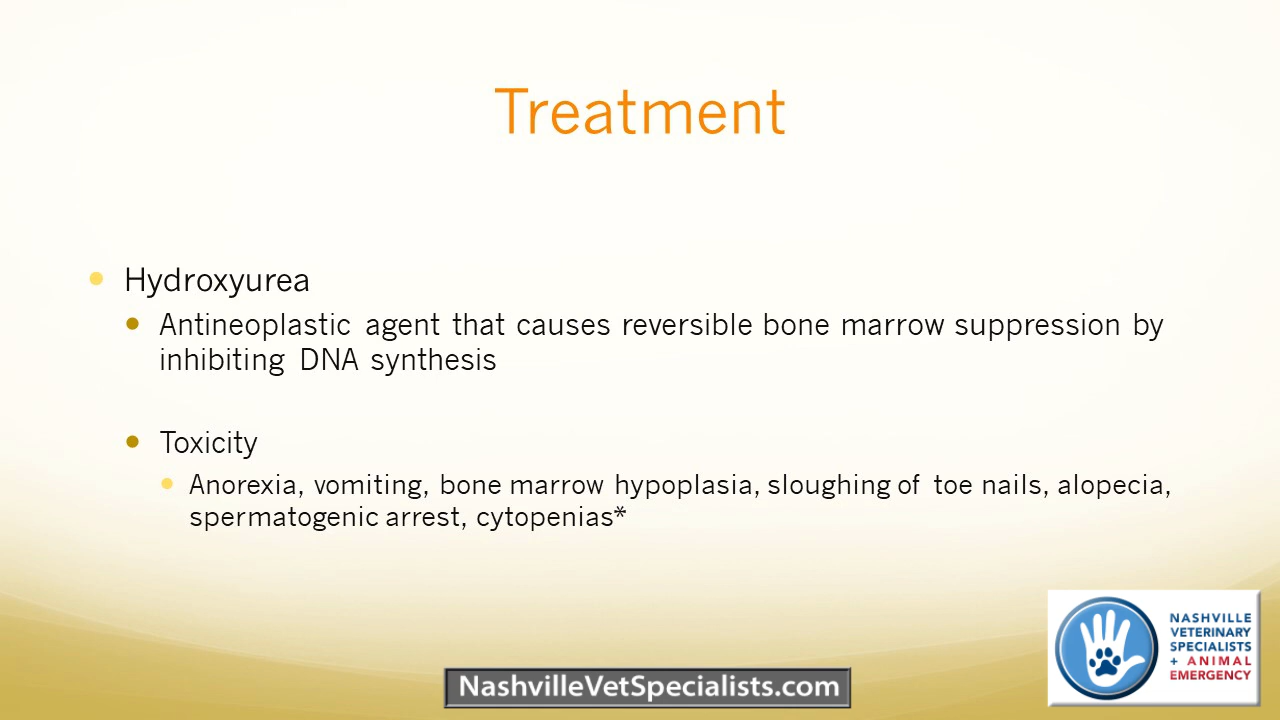 Treatment
Hydroxyurea
Antineoplastic agent that causes reversible bone marrow suppression by
inhibiting DNA synthesis
Toxicity
Anorexia, vomiting, bone marrow hypoplasia, sloughing of toe nails, alopecia,
spermatogenic arrest, cytopenias*
NASHVILLE
VETERINARY
SPECIALISTS
+ ANIMAL
EMERGENCY
NashvilleVetSpecialists.com